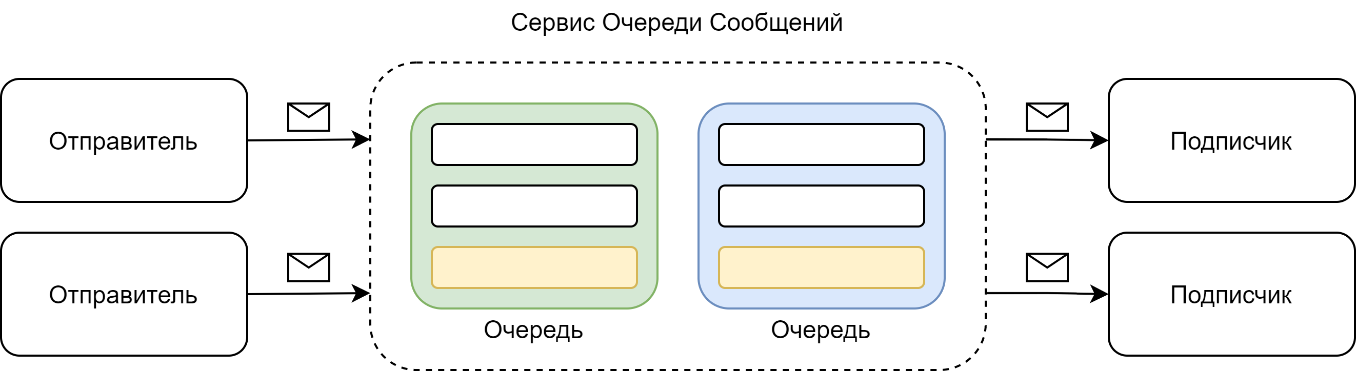 Сервис Очереди Сообщений
Отправитель
Подписчик
Отправитель
Подписчик
Очередь
Очередь